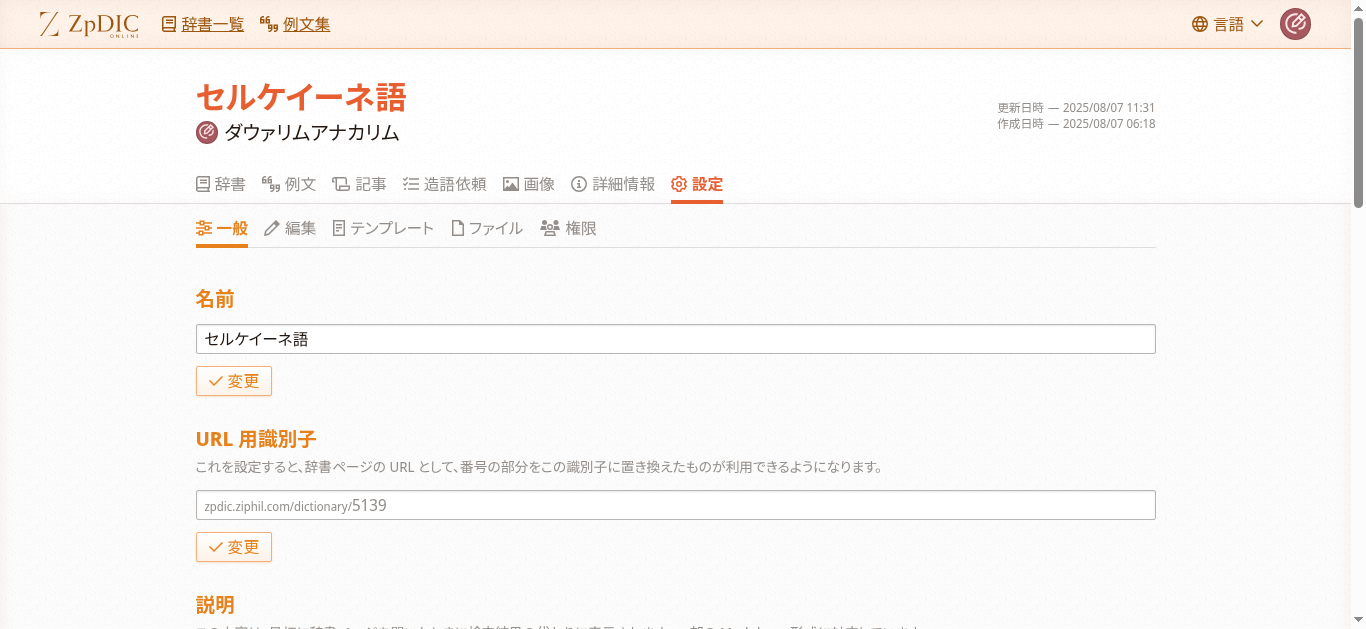 ZpDIC ONLINE 辞書一覧 例文集 言語
セルケイーネ語
ダウァリムアナカリム
更新日時 — 2025/08/07 11:31
作成日時 — 2025/08/07 06:18
辞書 例文 記事 造語依頼 画像 詳細情報 設定
一般 編集 テンプレート ファイル 権限
名前
セルケイーネ語
変更
URL 用識別子
これを設定すると、辞書ページの URL として、番号の部分をこの識別子に置き換えたものが利用できるようになります。
zpdic.ziphil.com/dictionary/5139
変更
説明